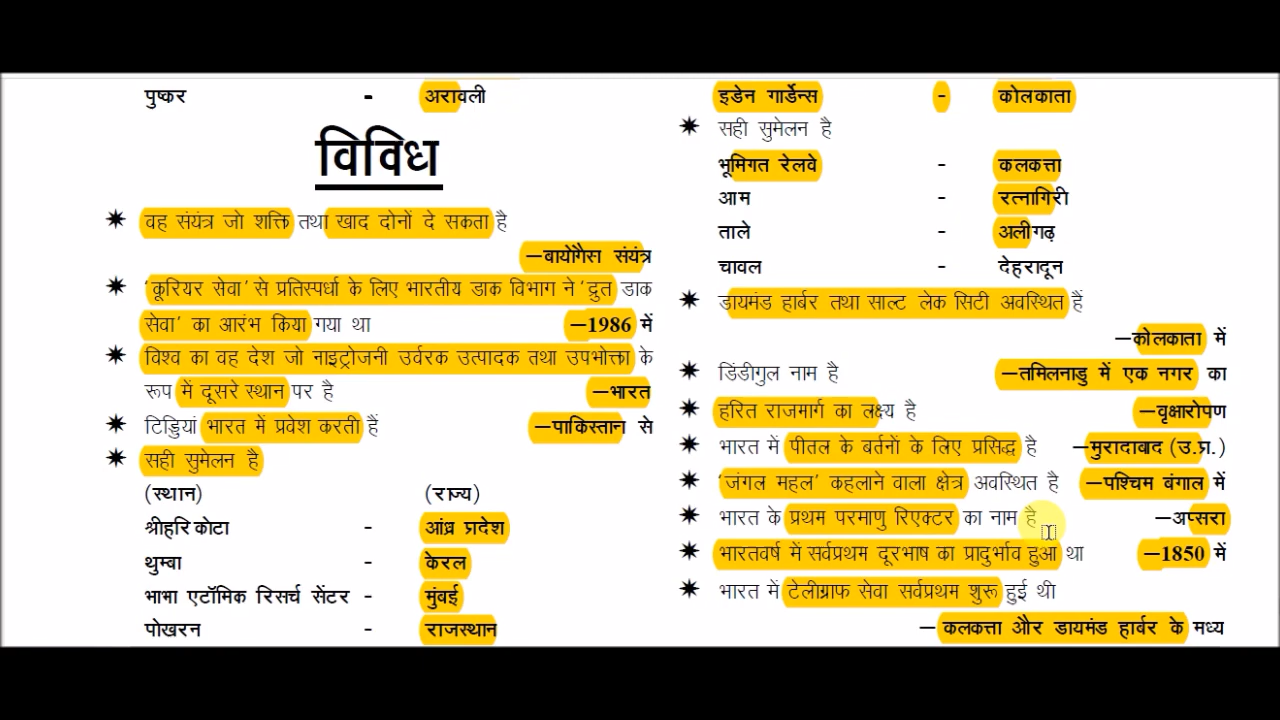 पुष्कर - अरावली
विविध
✷ वह संयंत्र जो शक्ति तथा खाद दोनों दे सकता है
–बायोगैस संयंत्र
✷ 'कूरियर सेवा' से प्रतिस्पर्धा के लिए भारतीय डाक विभाग ने 'द्रुत डाक
सेवा' का आरंभ किया गया था –1986 में
✷ विश्व का वह देश जो नाइट्रोजनी उर्वरक उत्पादक तथा उपभोक्ता के
रूप में दूसरे स्थान पर है –भारत
✷ टिड्डियां भारत में प्रवेश करती हैं –पाकिस्तान से
✷ सही सुमेलन है
(स्थान) (राज्य)
श्रीहरिकोटा - आंध्र प्रदेश
थुम्बा - केरल
भाभा एटॉमिक रिसर्च सेंटर - मुंबई
पोखरन - राजस्थान
इडेन गार्डेन्स - कोलकाता
✷ सही सुमेलन है
भूमिगत रेलवे - कलकत्ता
आम - रत्नागिरी
ताले - अलीगढ़
चावल - देहरादून
✷ डायमंड हार्बर तथा साल्ट लेक सिटी अवस्थित हैं
–कोलकाता में
✷ डिंडीगुल नाम है –तमिलनाडु में एक नगर का
✷ हरित राजमार्ग का लक्ष्य है –वृक्षारोपण
✷ भारत में पीतल के बर्तनों के लिए प्रसिद्ध है –मुरादाबाद (उ.प्र.)
✷ 'जंगल महल' कहलाने वाला क्षेत्र अवस्थित है –पश्चिम बंगाल में
✷ भारत के प्रथम परमाणु रिएक्टर का नाम है –अप्सरा
✷ भारतवर्ष में सर्वप्रथम दूरभाष का प्रादुर्भाव हुआ था –1850 में
✷ भारत में टेलीग्राफ सेवा सर्वप्रथम शुरू हुई थी
– कलकत्ता और डायमंड हार्बर के मध्य